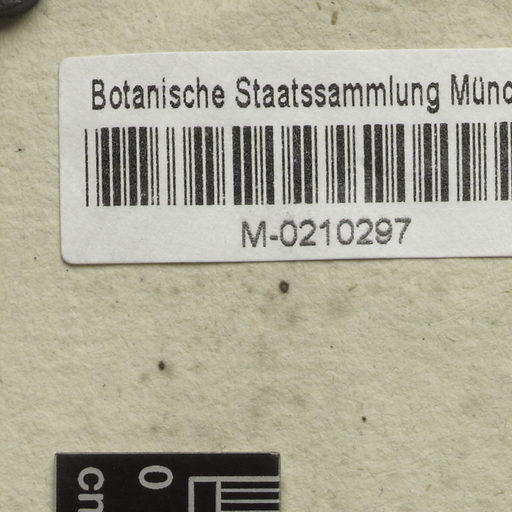 Botanische Staatssammlung Münc
M-0210297
0
cm